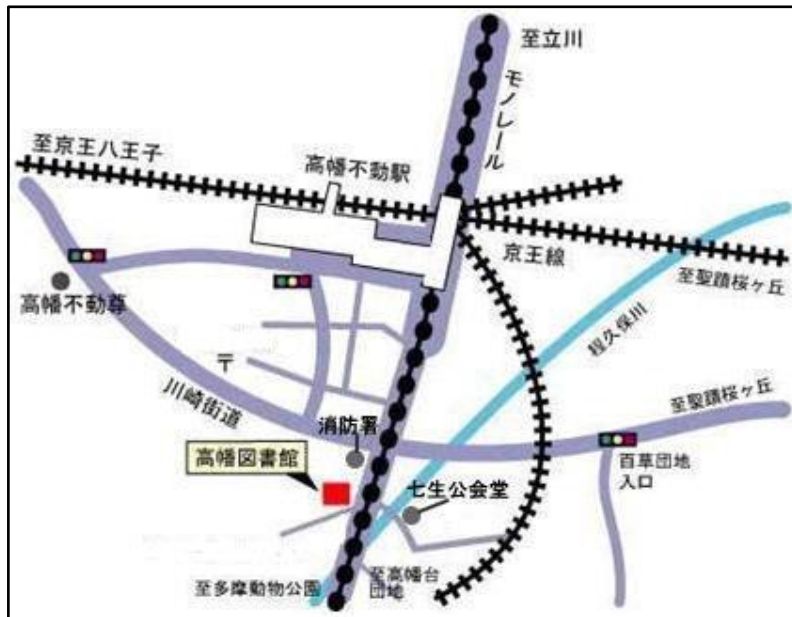 至立川
モノレール
至京王八王子
高幡不動駅
京王線
至聖蹟桜ヶ丘
高幡不動尊
程久保川
〒
川崎街道
至聖蹟桜ヶ丘
消防署
高幡図書館
百草団地
入口
七生公会堂
至多摩動物公園
至高幡台
団地